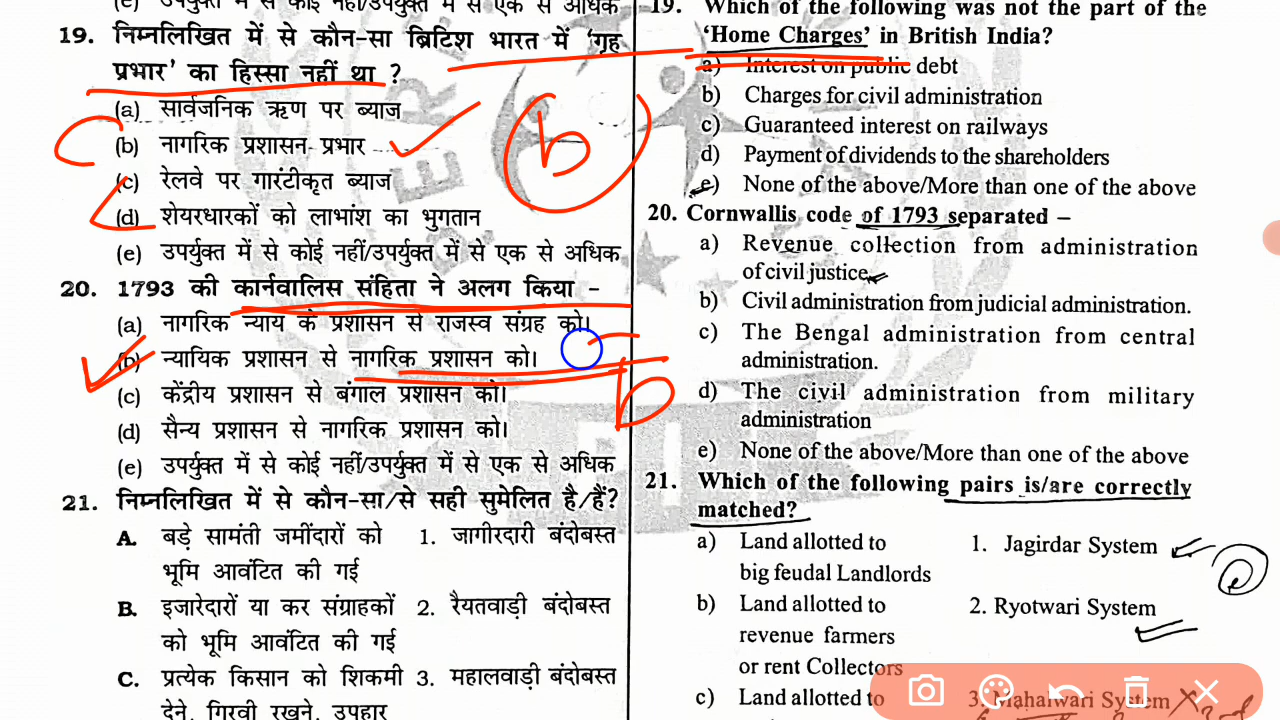 (e) उपर्युक्त में से कोई नहीं/उपर्युक्त में से एक से अधिक
19. निम्नलिखित में से कौन-सा ब्रिटिश भारत में ‘गृह
प्रभार’ का हिस्सा नहीं था ?
(a) सार्वजनिक ऋण पर ब्याज
(b) नागरिक प्रशासन प्रभार
(c) रेलवे पर गारंटीकृत ब्याज
(d) शेयरधारकों को लाभांश का भुगतान
(e) उपर्युक्त में से कोई नहीं/उपर्युक्त में से एक से अधिक
b
20. 1793 की कार्नवालिस संहिता ने अलग किया -
(a) नागरिक न्याय के प्रशासन से राजस्व संग्रह को।
(b) न्यायिक प्रशासन से नागरिक प्रशासन को।
(c) केंद्रीय प्रशासन से बंगाल प्रशासन को।
(d) सैन्य प्रशासन से नागरिक प्रशासन को।
(e) उपर्युक्त में से कोई नहीं/उपर्युक्त में से एक से अधिक
b
21. निम्नलिखित में से कौन-सा/से सही सुमेलित है/हैं?
A. बड़े सामंती जमींदारों को 1. जागीरदारी बंदोबस्त
भूमि आवंटित की गई
B. इजारेदारों या कर संग्राहकों 2. रैयतवाड़ी बंदोबस्त
को भूमि आवंटित की गई
C. प्रत्येक किसान को शिकमी 3. महालवाड़ी बंदोबस्त
देने, गिरवी रखने, उपहार
19. Which of the following was not the part of the
‘Home Charges’ in British India?
a) Interest on public debt
b) Charges for civil administration
c) Guaranteed interest on railways
d) Payment of dividends to the shareholders
e) None of the above/More than one of the above
20. Cornwallis code of 1793 separated –
a) Revenue collection from administration
of civil justice
b) Civil administration from judicial administration.
c) The Bengal administration from central
administration.
d) The civil administration from military
administration
e) None of the above/More than one of the above
21. Which of the following pairs is/are correctly
matched?
a) Land allotted to 1. Jagirdar System
big feudal Landlords
e
b) Land allotted to 2. Ryotwari System
revenue farmers
or rent Collectors
c) Land allotted to 3. Mahalwari System